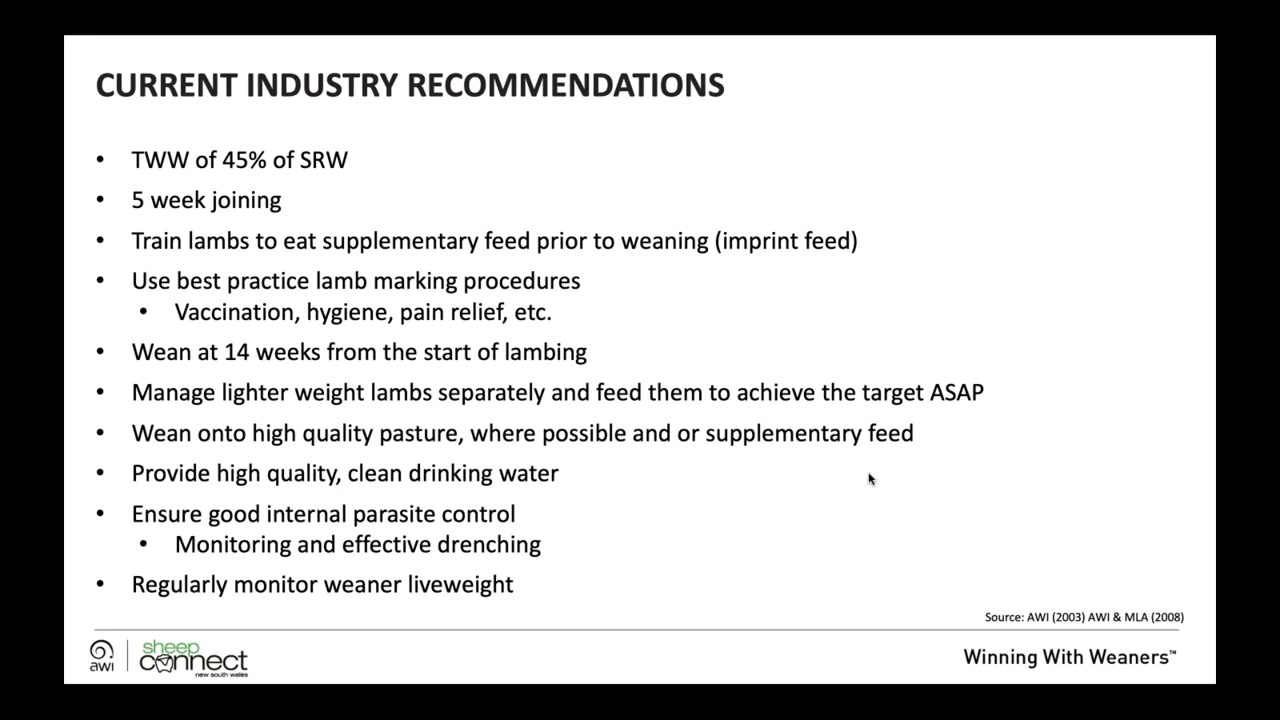 CURRENT INDUSTRY RECOMMENDATIONS
• TWW of 45% of SRW
• 5 week joining
• Train lambs to eat supplementary feed prior to weaning (imprint feed)
• Use best practice lamb marking procedures
• Vaccination, hygiene, pain relief, etc.
• Wean at 14 weeks from the start of lambing
• Manage lighter weight lambs separately and feed them to achieve the target ASAP
• Wean onto high quality pasture, where possible and or supplementary feed
• Provide high quality, clean drinking water
• Ensure good internal parasite control
• Monitoring and effective drenching
• Regularly monitor weaner liveweight
Source: AWI (2003) AWI & MLA (2008)
awi
sheep
connect
new south wales
Winning With Weaners™